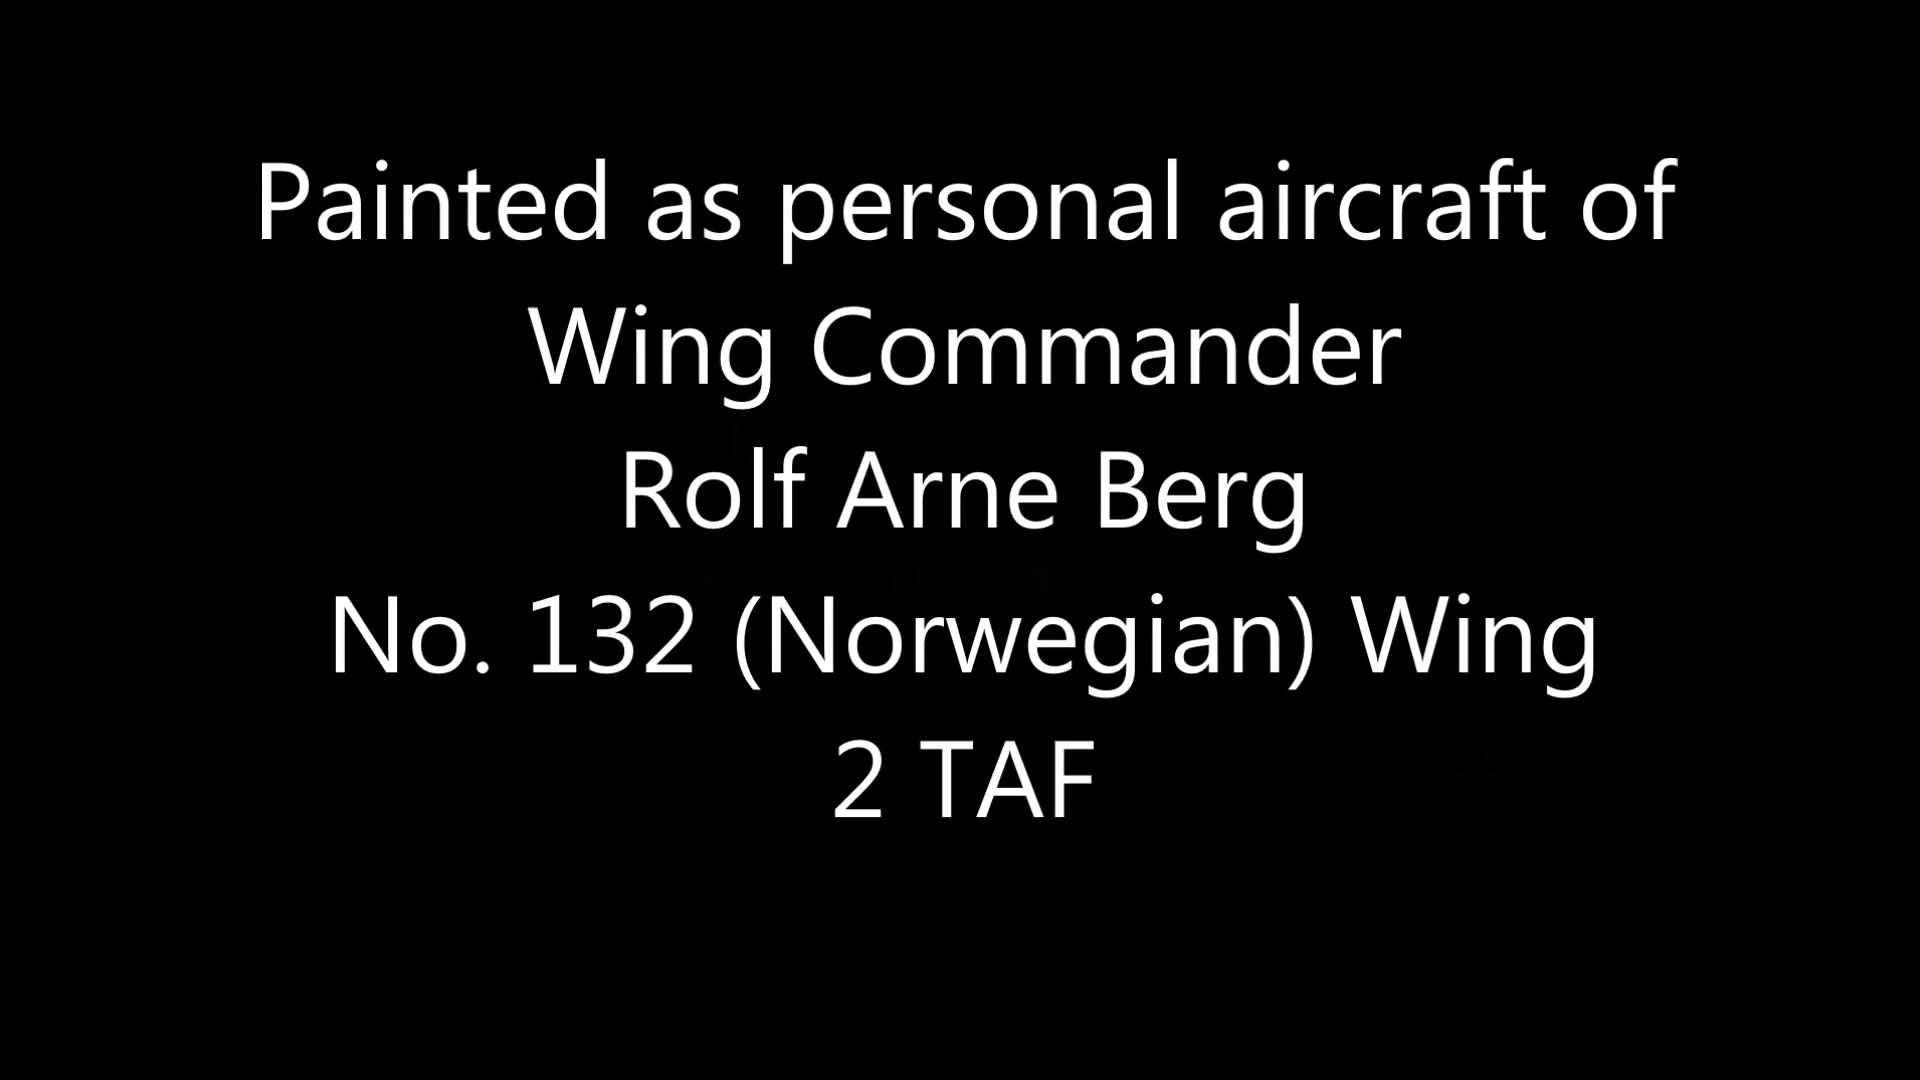 Painted as personal aircraft of
Wing Commander
Rolf Arne Berg
No. 132 (Norwegian) Wing
2 TAF